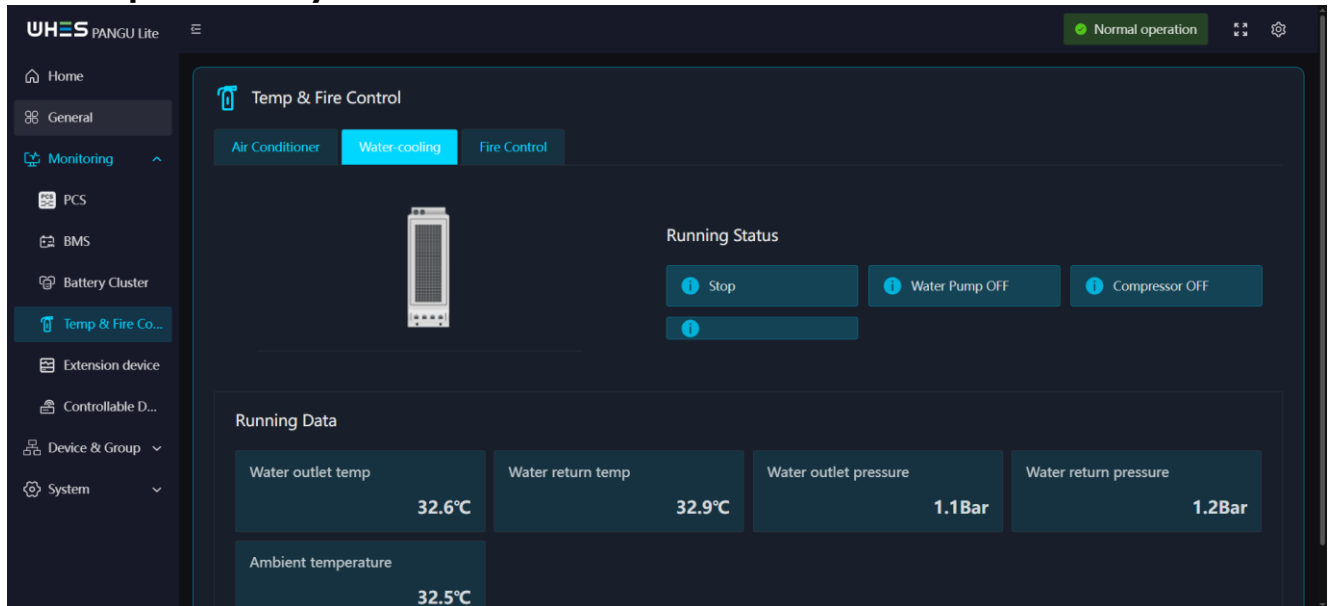 WHES PANGU Lite
Normal operation
Home
General
Monitoring
PCS
BMS
Battery Cluster
Temp & Fire Co...
Extension device
Controllable D...
Device & Group
System
Temp & Fire Control
Air Conditioner
Water-cooling
Fire Control
Running Status
Stop
Water Pump OFF
Compressor OFF
Running Data
Water outlet temp
32.6℃
Water return temp
32.9℃
Water outlet pressure
1.1Bar
Water return pressure
1.2Bar
Ambient temperature
32.5℃